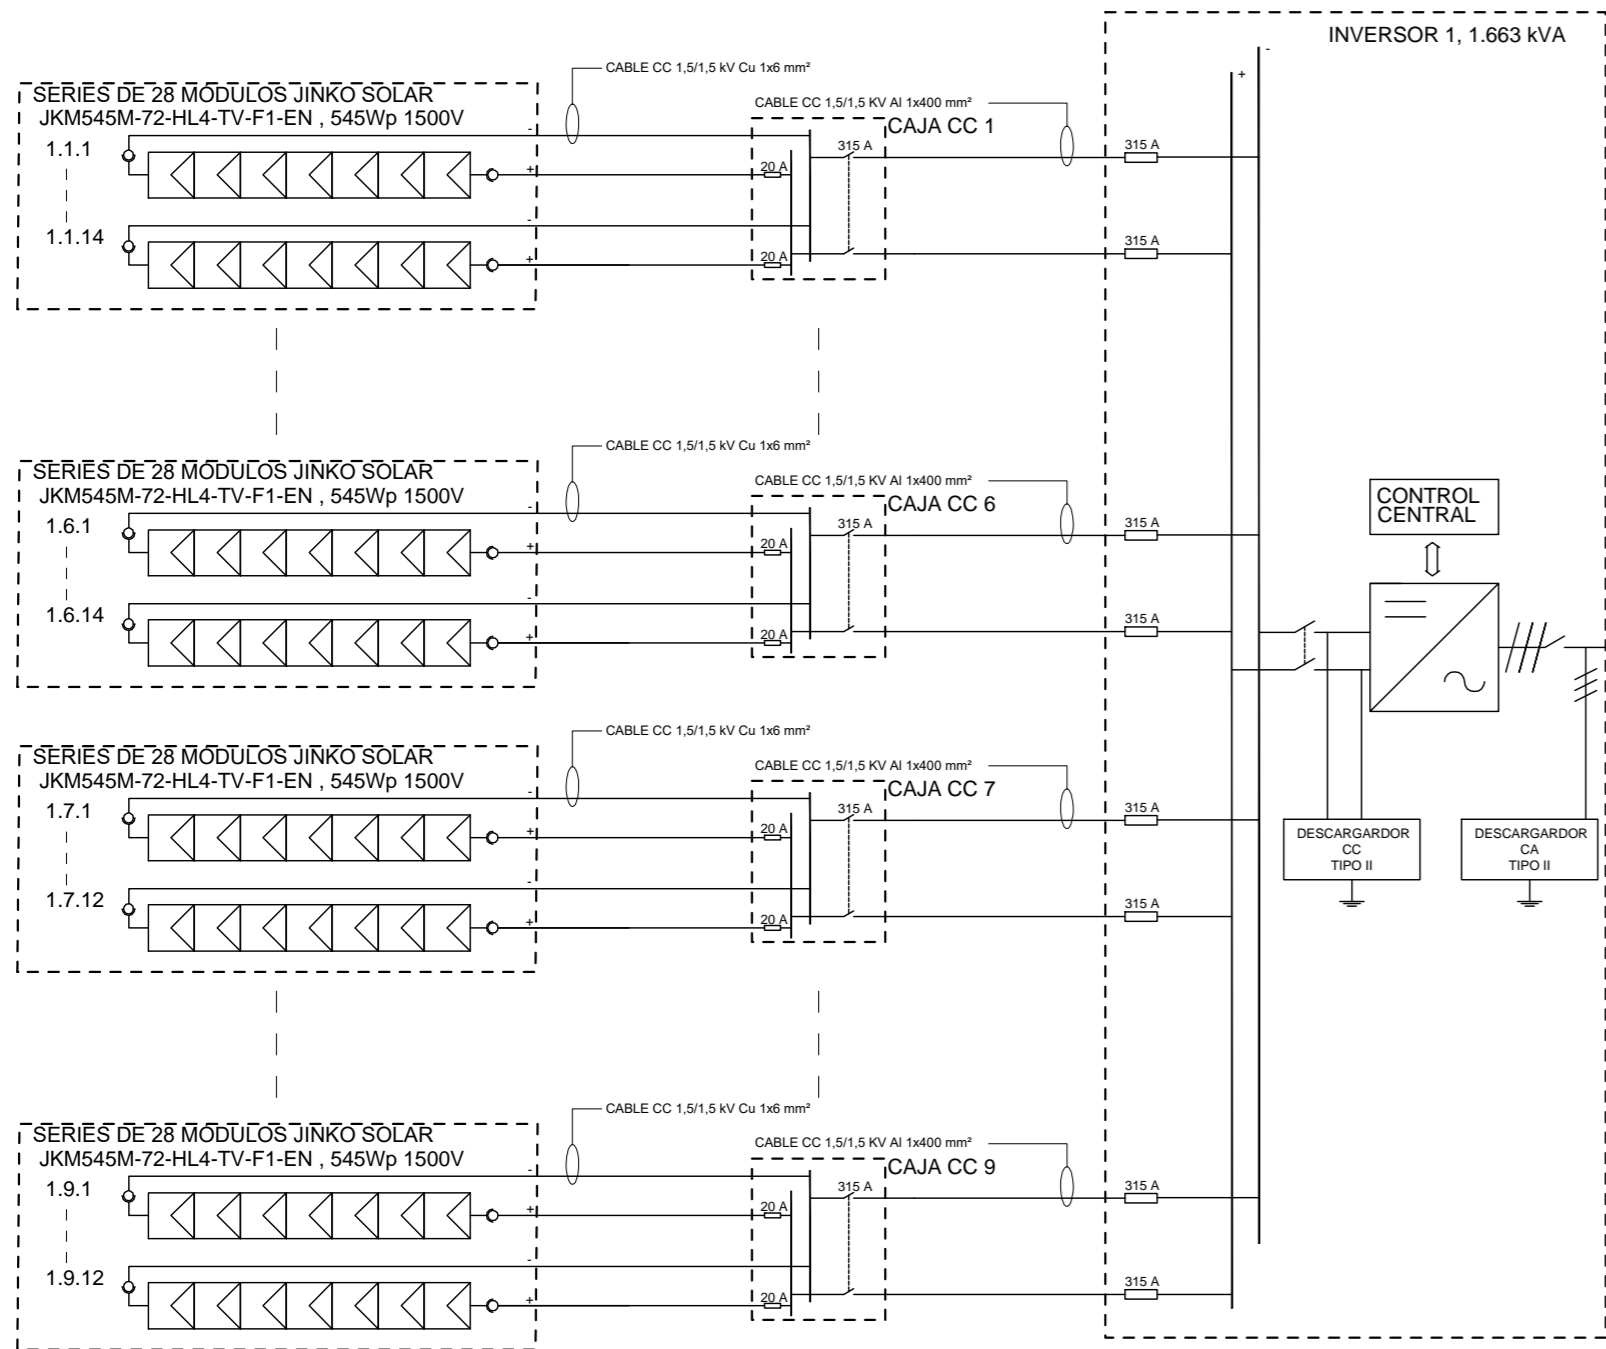 INVERSOR 1, 1.663 kVA
-
+
CABLE CC 1,5/1,5 kV Cu 1x6 mm²
SERIES DE 28 MÓDULOS JINKO SOLAR
JKM545M-72-HL4-TV-F1-EN , 545Wp 1500V
CABLE CC 1,5/1,5 KV Al 1x400 mm²
CAJA CC 1
1.1.1
-
315 A
315 A
+
20 A
1.1.14
-
315 A
+
20 A
CABLE CC 1,5/1,5 kV Cu 1x6 mm²
SERIES DE 28 MÓDULOS JINKO SOLAR
JKM545M-72-HL4-TV-F1-EN , 545Wp 1500V
CABLE CC 1,5/1,5 KV Al 1x400 mm²
CAJA CC 6
1.6.1
-
315 A
315 A
+
20 A
1.6.14
-
315 A
+
20 A
CONTROL
CENTRAL
CABLE CC 1,5/1,5 kV Cu 1x6 mm²
SERIES DE 28 MÓDULOS JINKO SOLAR
JKM545M-72-HL4-TV-F1-EN , 545Wp 1500V
CABLE CC 1,5/1,5 KV Al 1x400 mm²
CAJA CC 7
1.7.1
-
315 A
315 A
+
20 A
1.7.12
-
315 A
+
20 A
DESCARGARDOR
CC
TIPO II
DESCARGARDOR
CA
TIPO II
CABLE CC 1,5/1,5 kV Cu 1x6 mm²
SERIES DE 28 MÓDULOS JINKO SOLAR
JKM545M-72-HL4-TV-F1-EN , 545Wp 1500V
CABLE CC 1,5/1,5 KV Al 1x400 mm²
CAJA CC 9
1.9.1
-
315 A
315 A
+
20 A
1.9.12
-
315 A
+
20 A